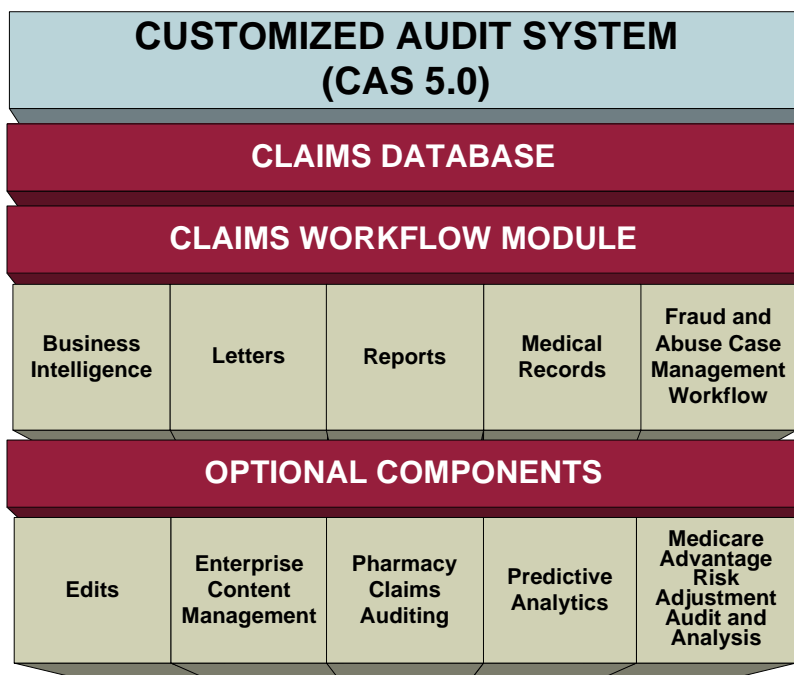 CUSTOMIZED AUDIT SYSTEM
(CAS 5.0)
CLAIMS DATABASE
CLAIMS WORKFLOW MODULE
Business
Intelligence
Letters
Reports
Medical
Records
Fraud and
Abuse Case
Management
Workflow
OPTIONAL COMPONENTS
Edits
Enterprise
Content
Management
Pharmacy
Claims
Auditing
Predictive
Analytics
Medicare
Advantage
Risk
Adjustment
Audit and
Analysis